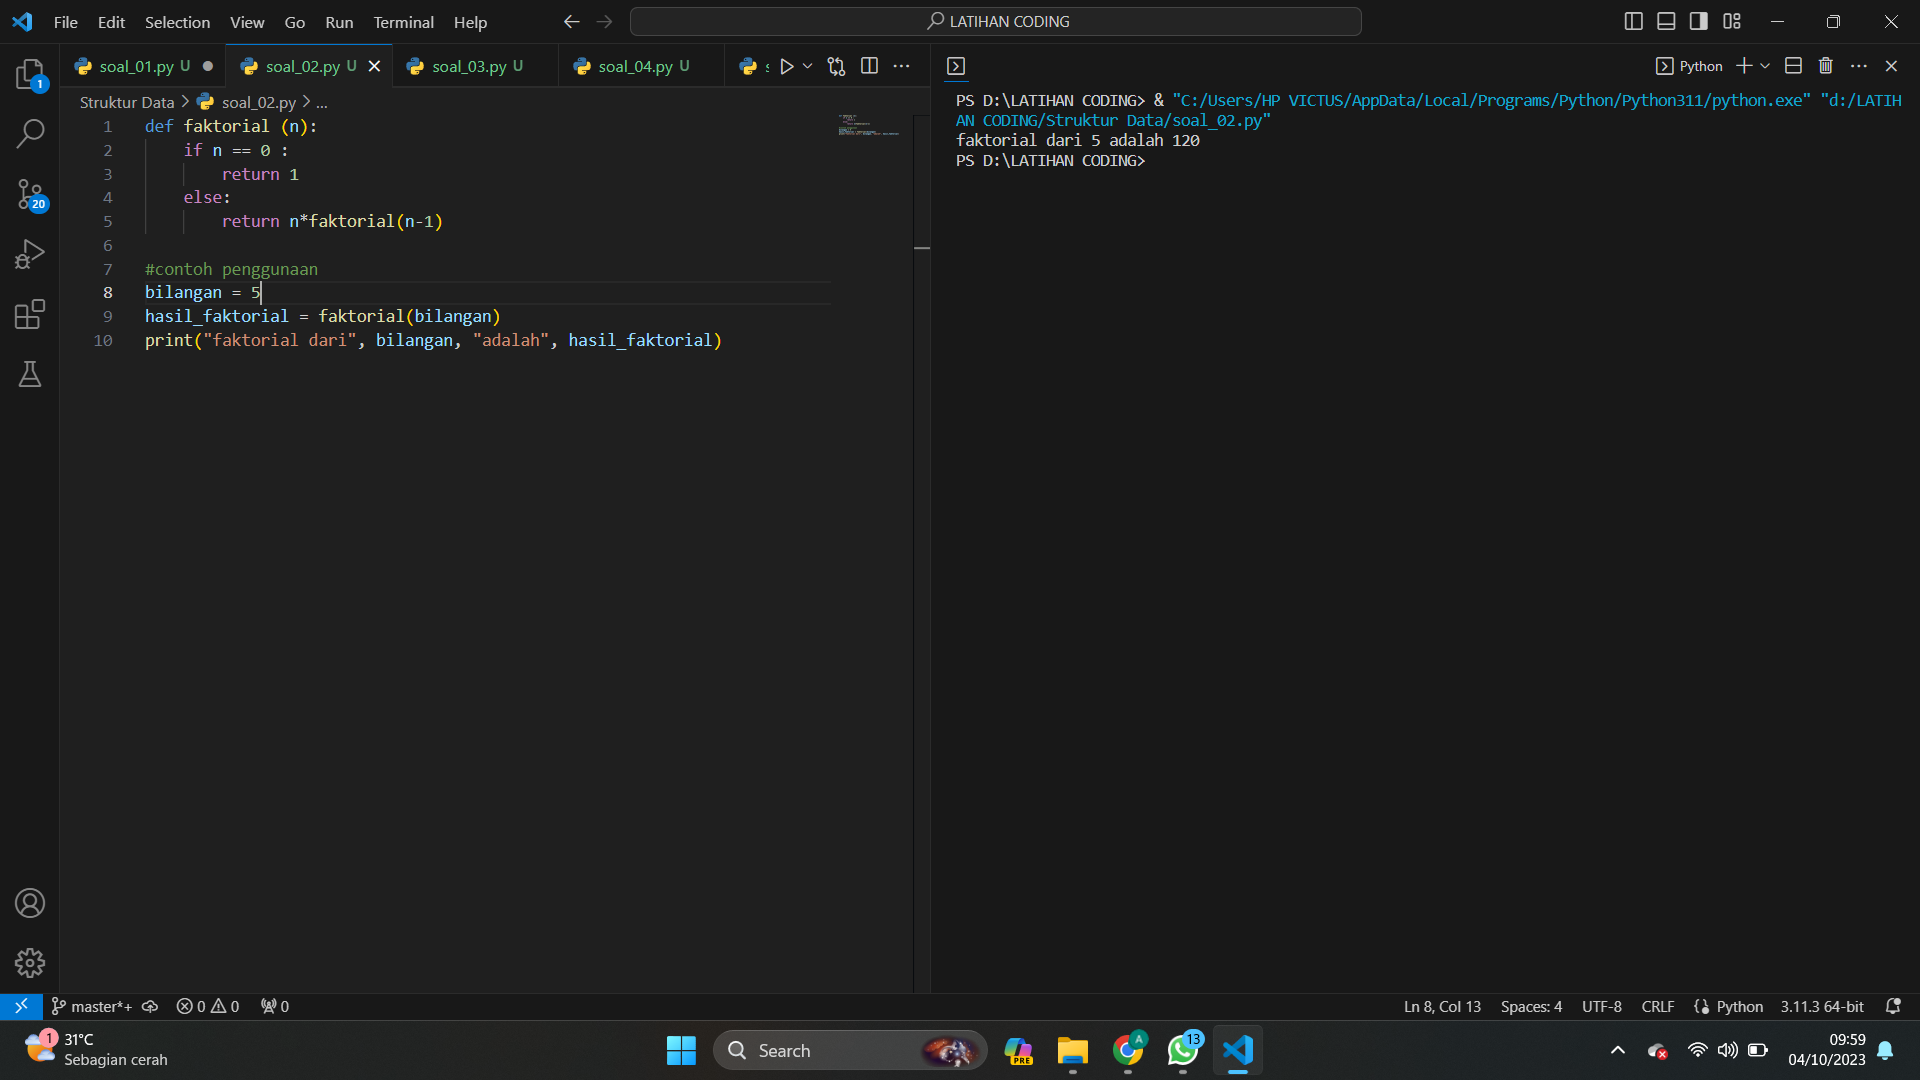 File Edit Selection View Go Run Terminal Help
LATIHAN CODING
1
20
soal_01.py U
soal_02.py U
soal_03.py U
soal_04.py U
Struktur Data > soal_02.py > ...
1 def faktorial (n):
2 if n == 0 :
3 return 1
4 else:
5 return n*faktorial(n-1)
6
7 #contoh penggunaan
8 bilangan = 5
9 hasil_faktorial = faktorial(bilangan)
10 print("faktorial dari", bilangan, "adalah", hasil_faktorial)
Python
PS D:\LATIHAN CODING> & "C:/Users/HP VICTUS/AppData/Local/Programs/Python/Python311/python.exe" "d:/LATIH
AN CODING/Struktur Data/soal_02.py"
faktorial dari 5 adalah 120
PS D:\LATIHAN CODING>
master*+ 0 0 0
Ln 8, Col 13 Spaces: 4 UTF-8 CRLF Python 3.11.3 64-bit
1
31°C
Sebagian cerah
Search
PRE
A
13
09:59
04/10/2023